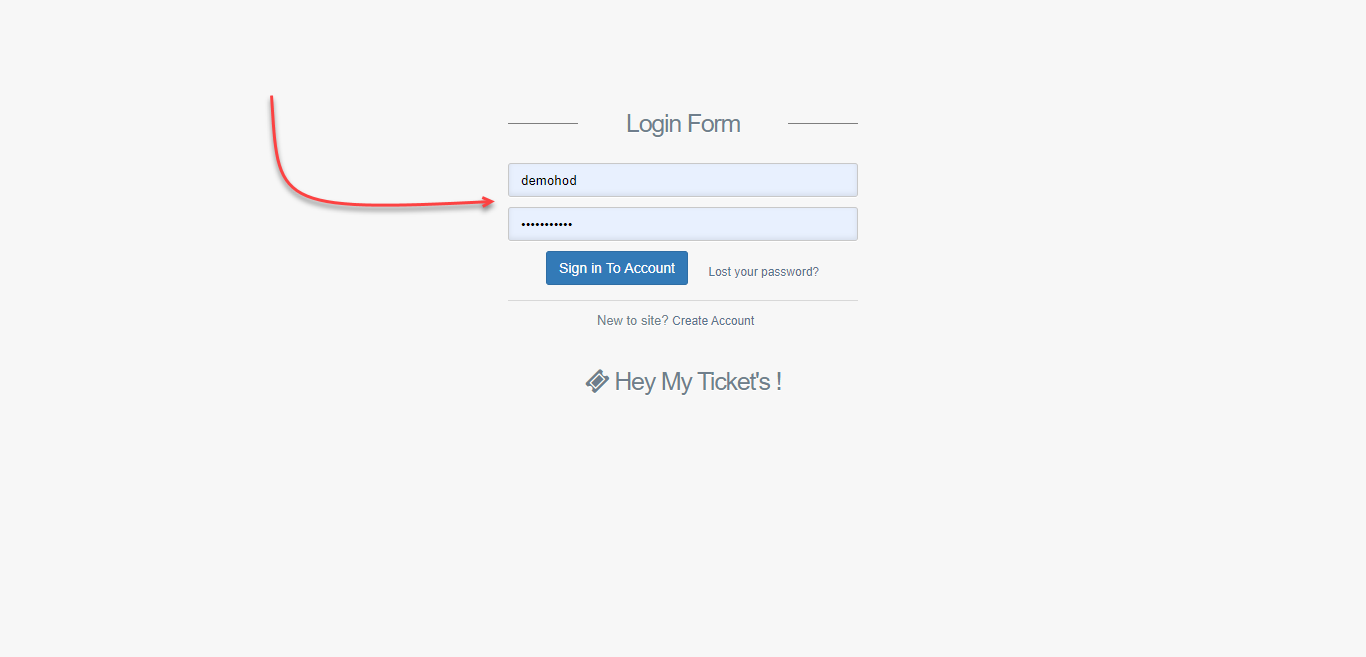 Login Form
demohod
•••••••••••
Sign in To Account Lost your password?
New to site? Create Account
Hey My Ticket's !